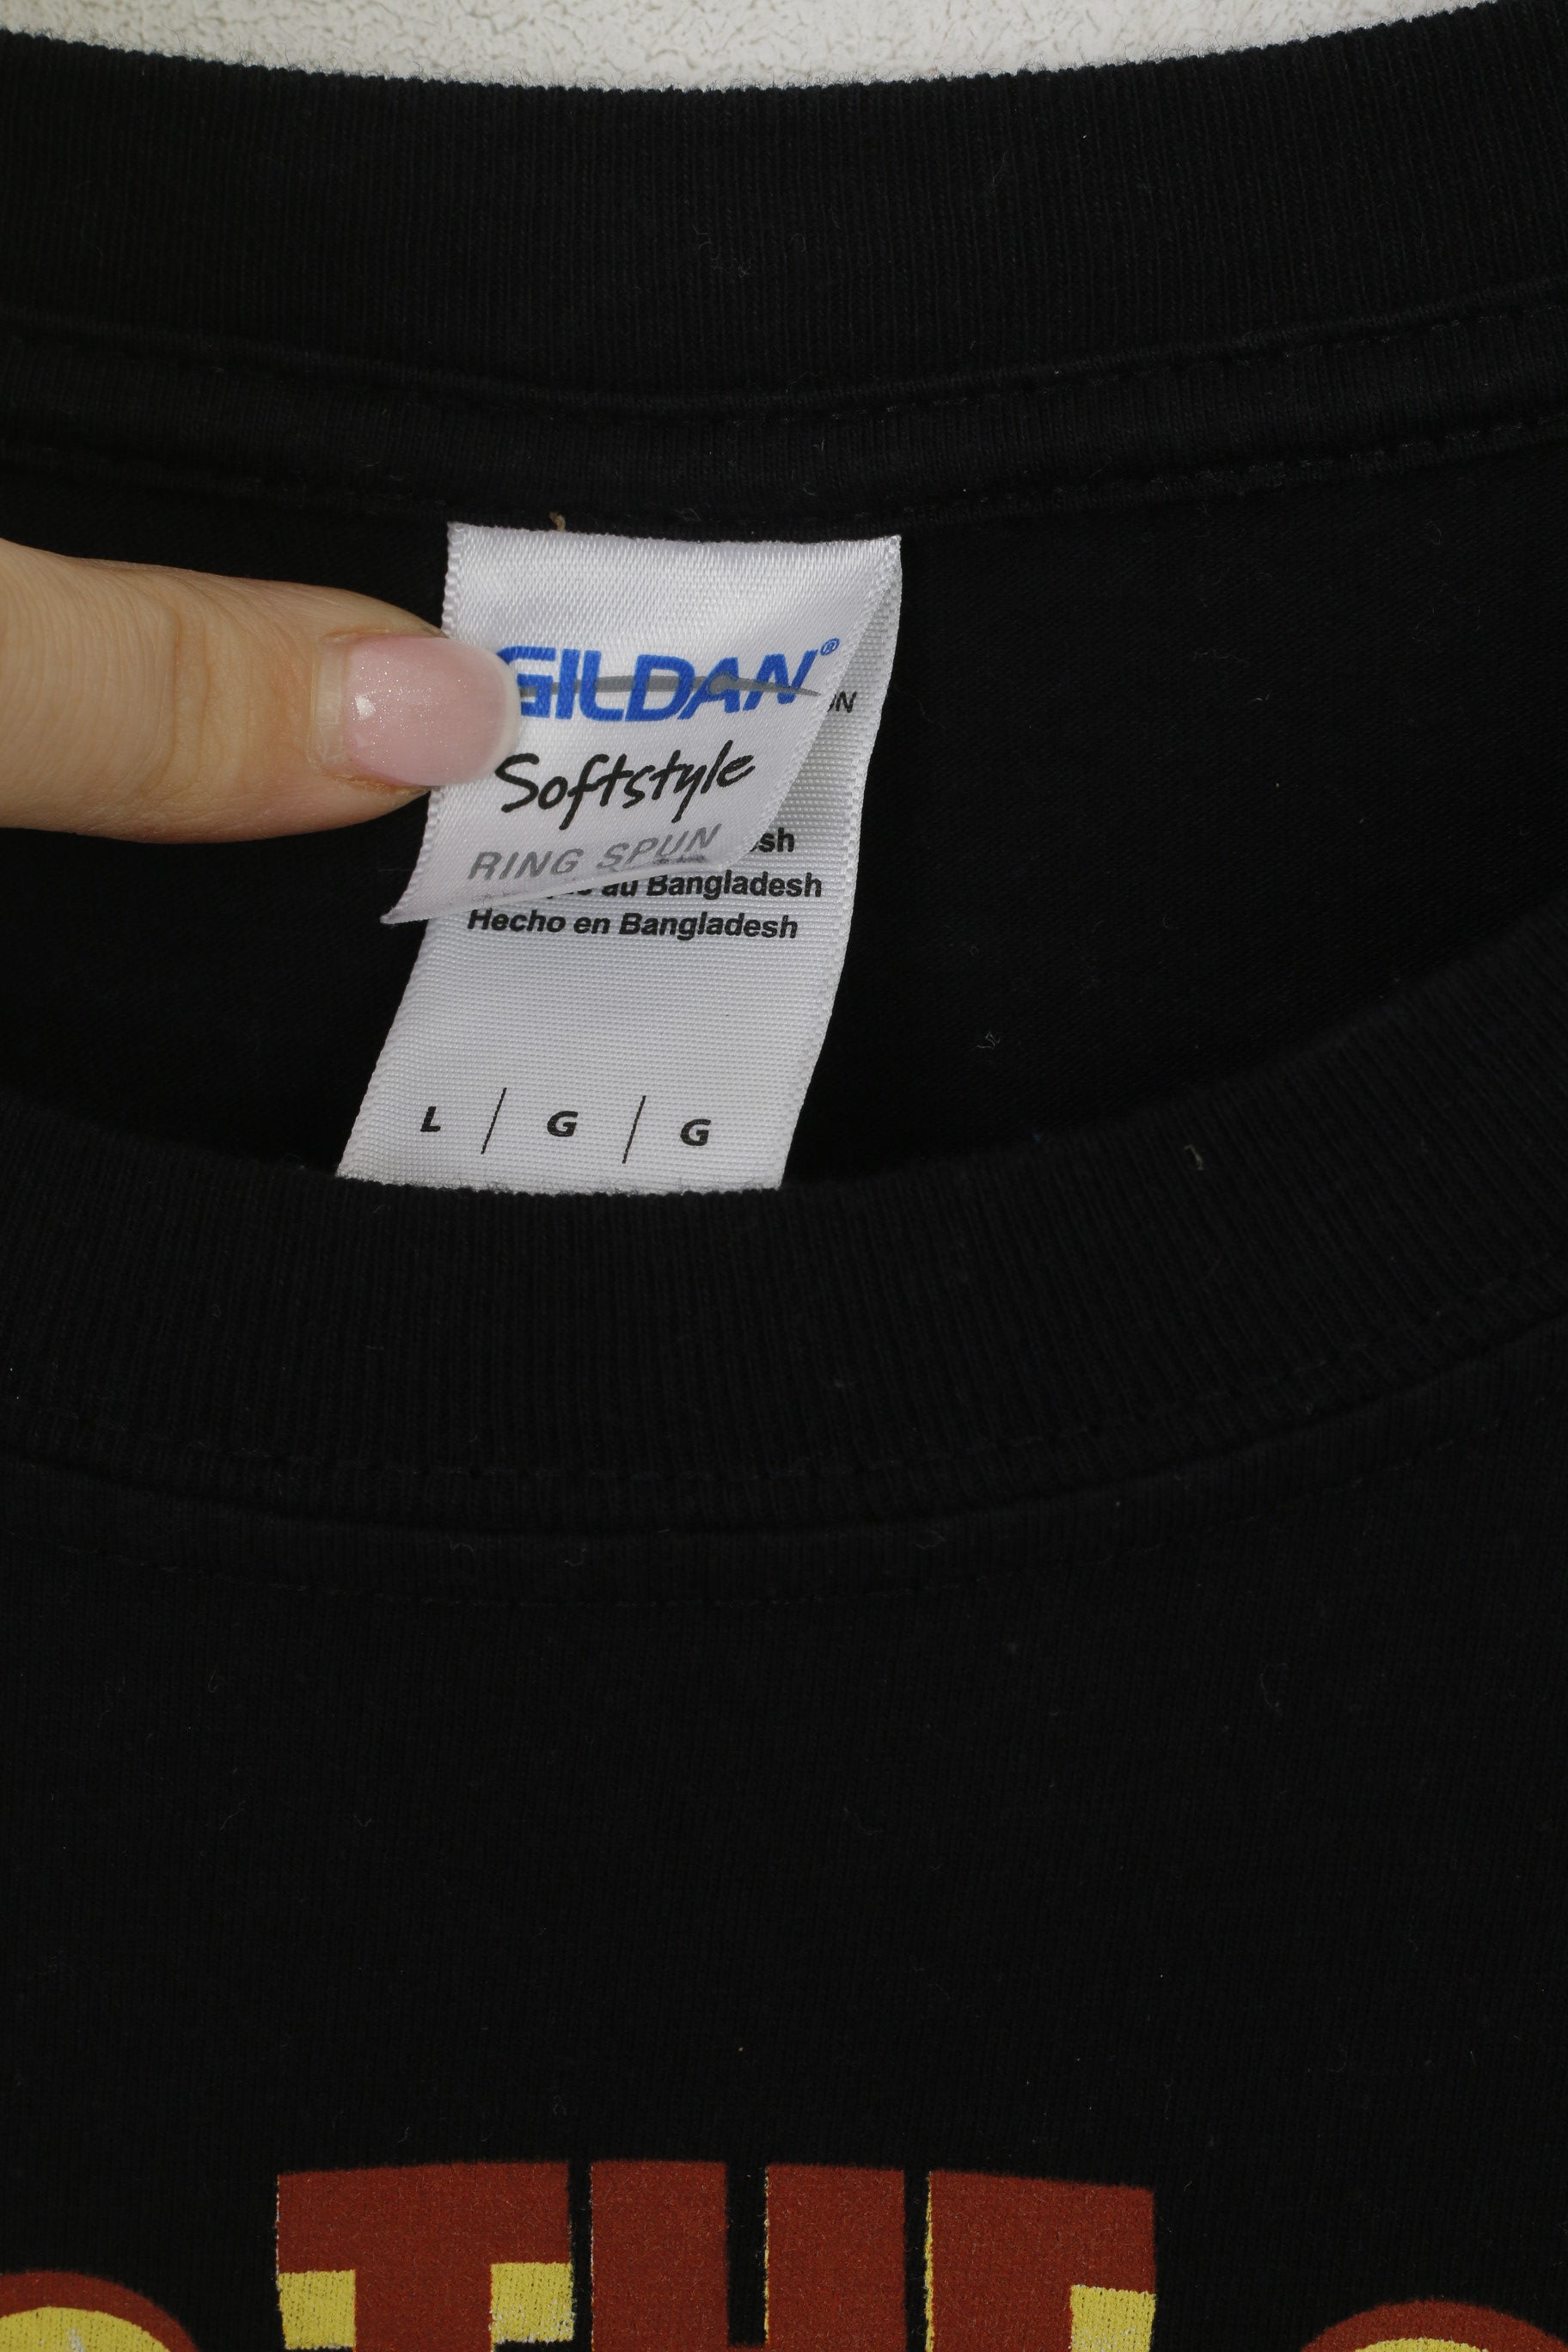 GILDAN®
Softstyle
RING SPUN
au Bangladesh
Hecho en Bangladesh
L / G / G